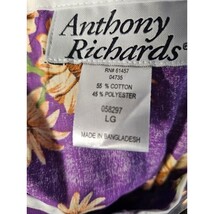 Anthony
Richards®
RN# 61457
04735
55 % COTTON
45 % POLYESTER
058297
LG
MADE IN BANGLADESH